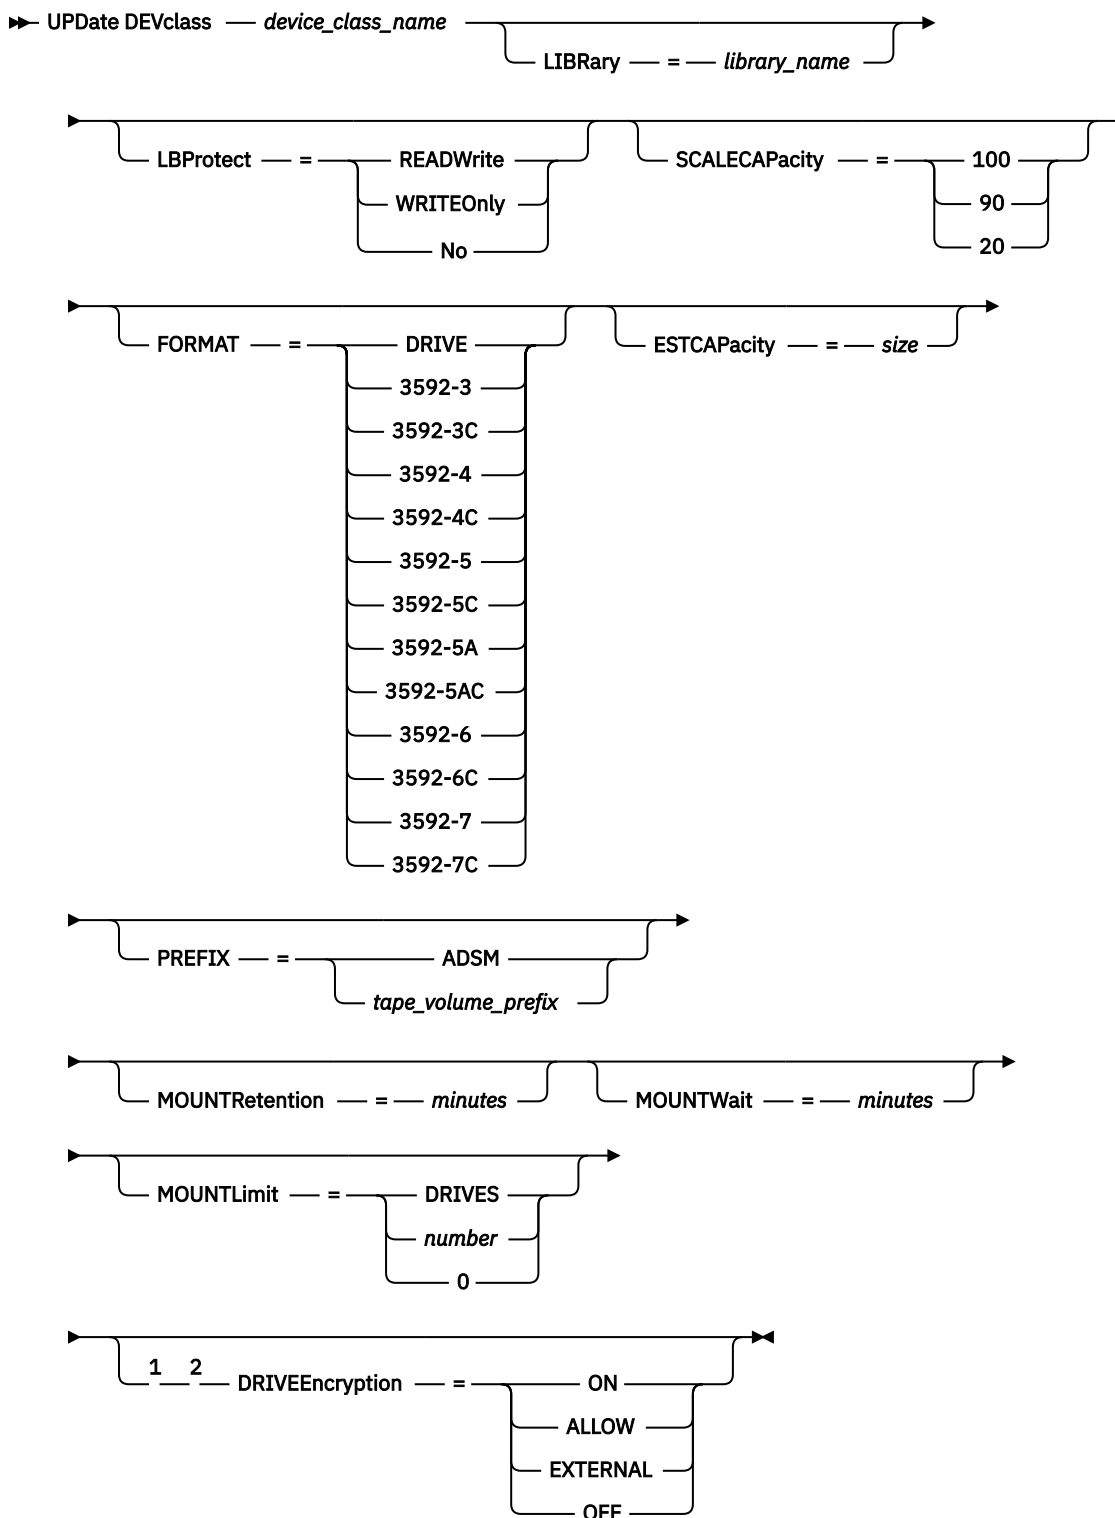 UPDate DEVclass device_class_name
LIBRary = library_name
LBProtect = READWrite SCALECAPacity = 100
WRITEOnly 90
No 20
FORMAT = DRIVE ESTCAPacity = size
3592-3
3592-3C
3592-4
3592-4C
3592-5
3592-5C
3592-5A
3592-5AC
3592-6
3592-6C
3592-7
3592-7C
PREFIX = ADSM
tape_volume_prefix
MOUNTRetention = minutes MOUNTWait = minutes
MOUNTLimit = DRIVES
number
0
1 2 DRIVEEncryption = ON
ALLOW
EXTERNAL
OFF